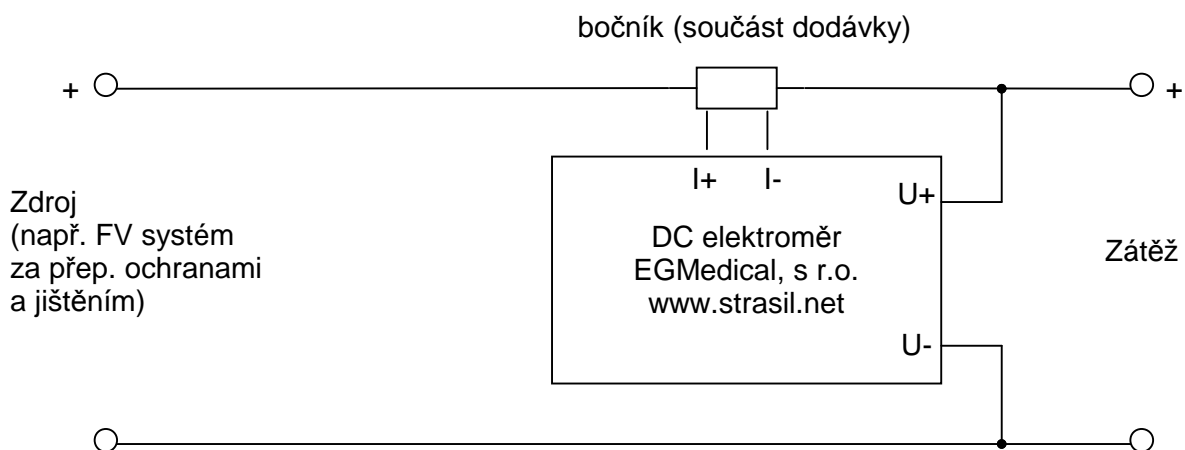 bočník (součást dodávky)
+
+
I+ I-
U+
Zdroj
(např. FV systém
za přep. ochranami
a jištěním)
DC elektroměr
EGMedical, s r.o.
www.strasil.net
Zátěž
U-